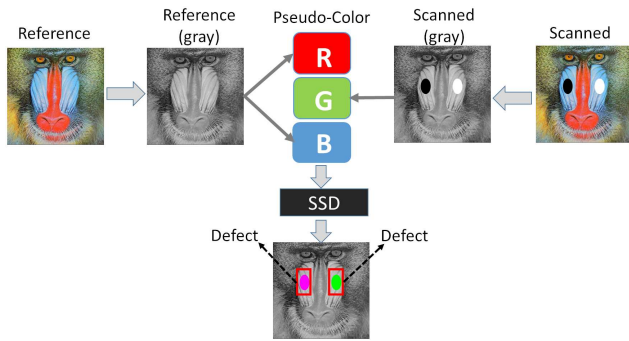 Reference
Reference
(gray)
Pseudo-Color
Scanned
(gray)
Scanned
R
G
B
SSD
Defect
Defect